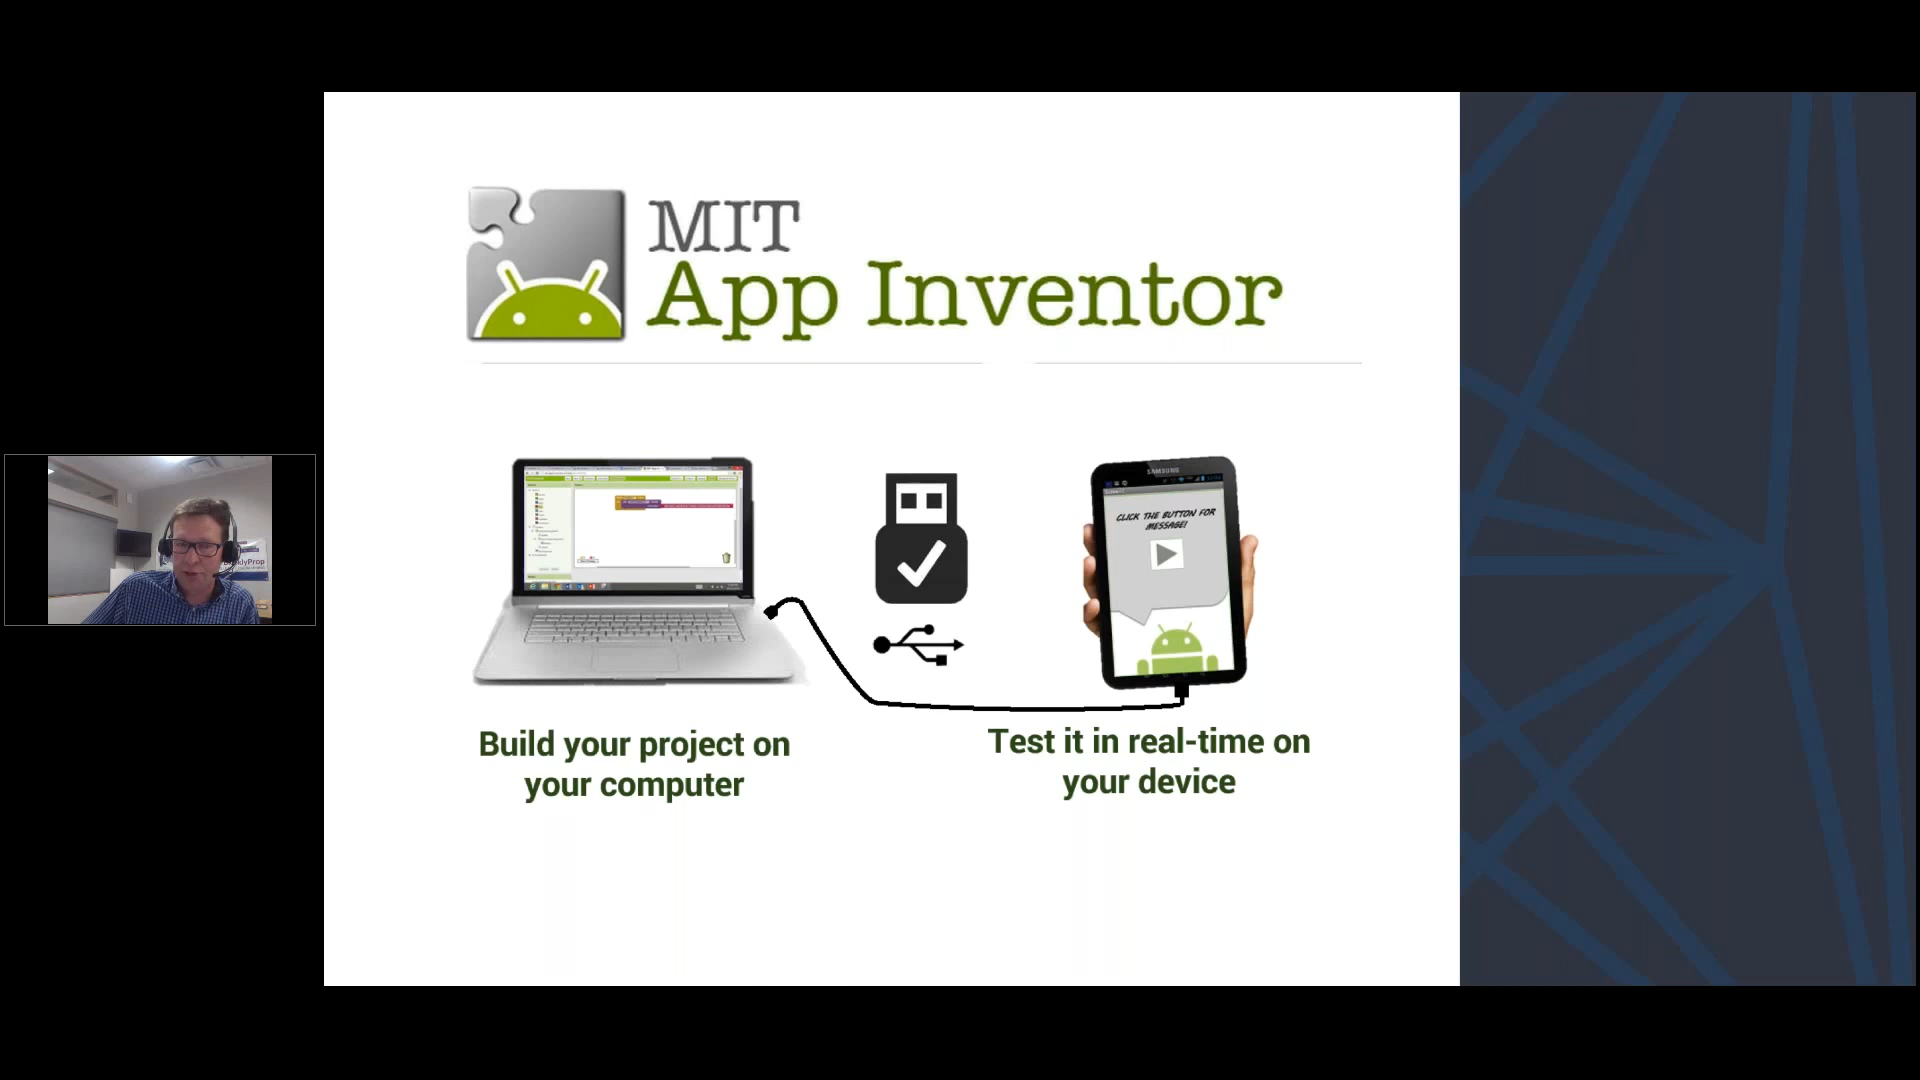 MIT
App Inventor
SAMSUNG
CLICK THE BUTTON FOR
MESSAGE!
Build your project on
your computer
Test it in real-time on
your device